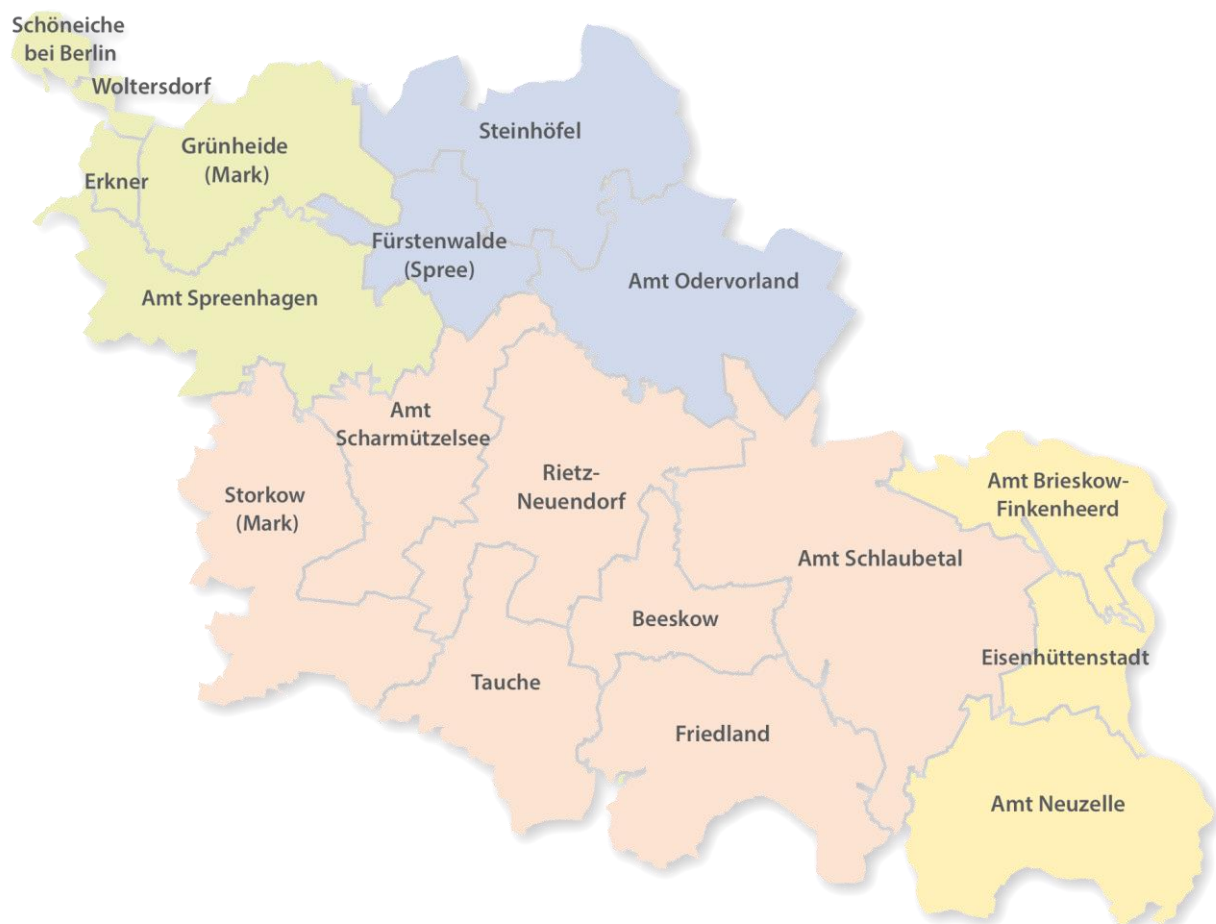 Schöneiche
bei Berlin
Woltersdorf
Grünheide
(Mark)
Erkner
Steinhöfel
Fürstenwalde
(Spree)
Amt Odervorland
Amt Spreenhagen
Amt
Scharmützelsee
Storkow
(Mark)
Rietz-
Neuendorf
Amt Brieskow-
Finkenheerd
Amt Schlaubetal
Beeskow
Eisenhüttenstadt
Tauche
Friedland
Amt Neuzelle